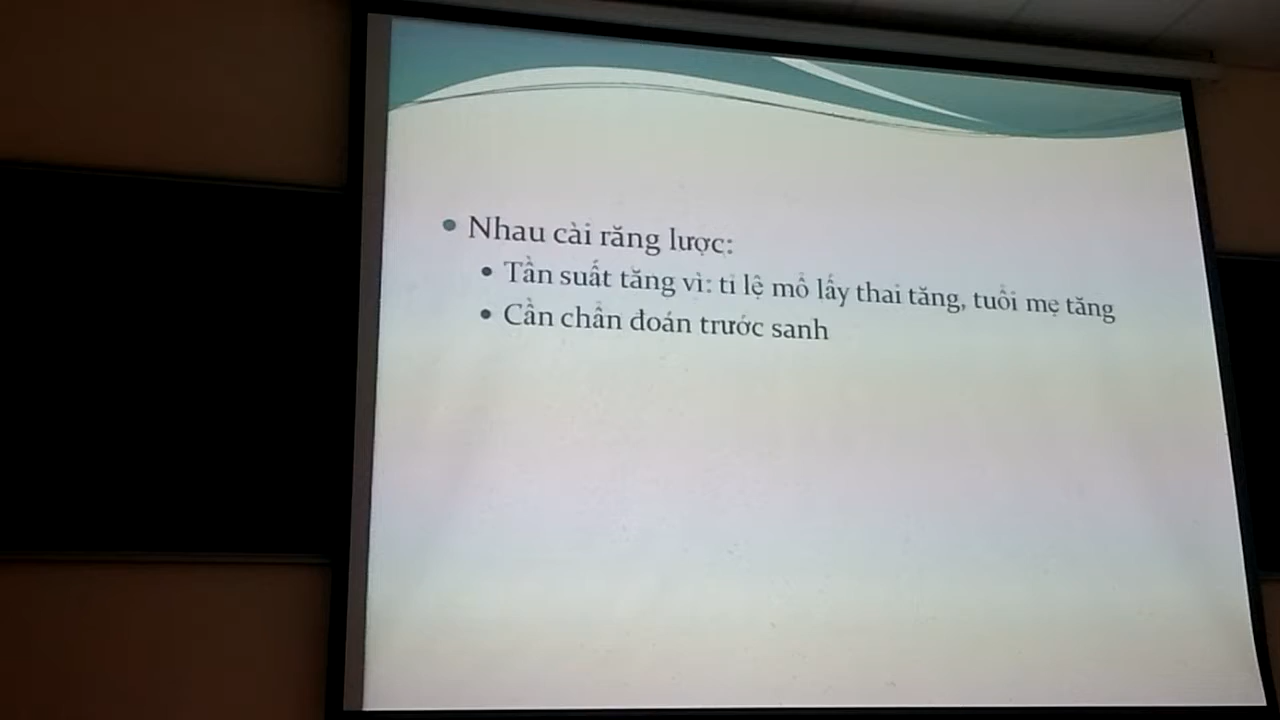 • Nhau cài răng lược:
• Tần suất tăng vì: tỉ lệ mổ lấy thai tăng, tuổi mẹ tăng
• Cần chẩn đoán trước sanh